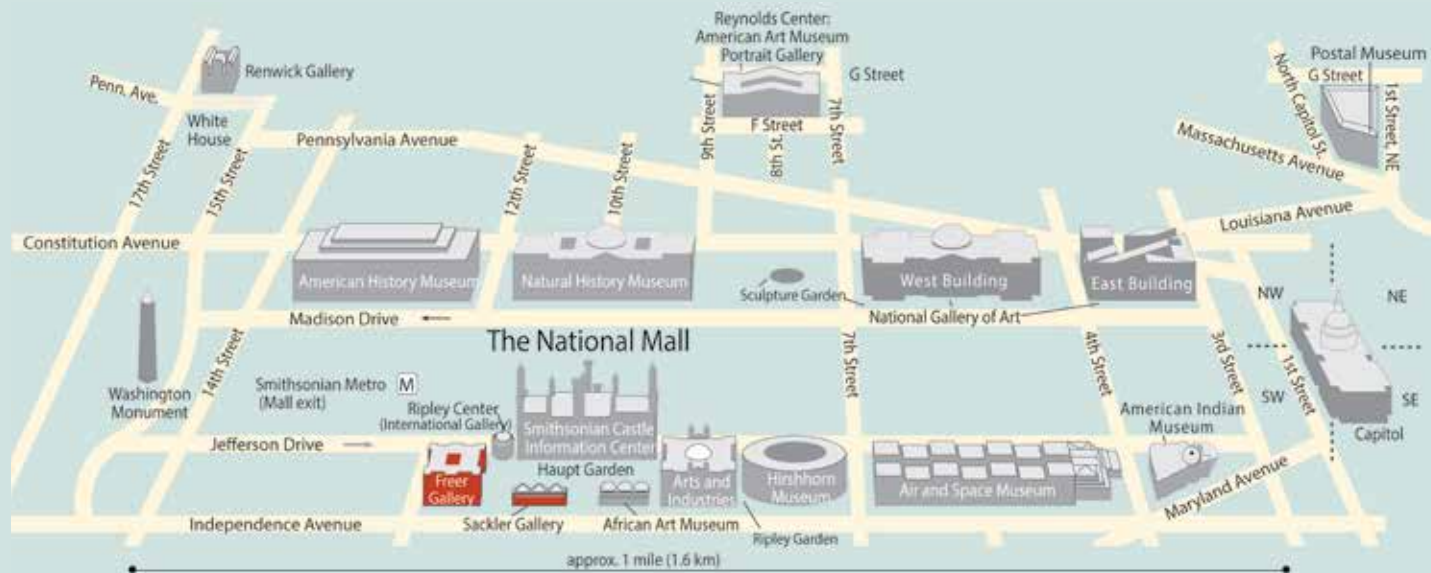 Reynolds Center:
American Art Museum
Portrait Gallery
Postal Museum
Renwick Gallery
G Street
G Street
Penn. Ave.
White
House
Pennsylvania Avenue
17th Street
15th Street
12th Street
10th Street
9th Street
F Street
8th St.
7th Street
North Capitol St.
1st Street, NE
Massachusetts Avenue
Louisiana Avenue
Constitution Avenue
American History Museum
Natural History Museum
Sculpture Garden
West Building
East Building
National Gallery of Art
NW
NE
Madison Drive
The National Mall
Washington
Monument
14th Street
Smithsonian Metro
(Mall exit)
M
Ripley Center
(International Gallery)
Smithsonian Castle
Information Center
7th Street
4th Street
3rd Street
1st Street
SW
SE
Capitol
American Indian
Museum
Jefferson Drive
Freer
Gallery
Haupt Garden
Arts and
Industries
Hirshhorn
Museum
Air and Space Museum
Maryland Avenue
Independence Avenue
Sackler Gallery
African Art Museum
Ripley Garden
approx. 1 mile (1.6 km)